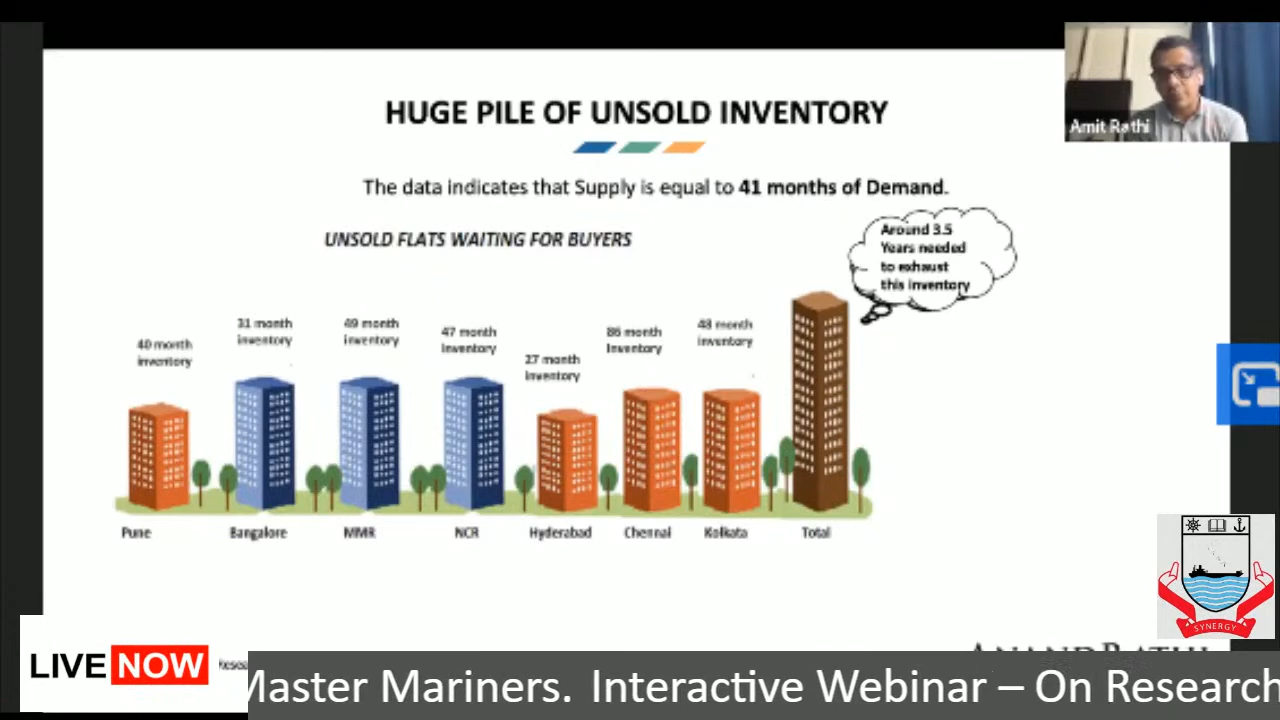 HUGE PILE OF UNSOLD INVENTORY
Amit Rathi
The data indicates that Supply is equal to 41 months of Demand.
UNSOLD FLATS WAITING FOR BUYERS
Around 3.5
Years needed
to exhaust
this inventory
40 month
inventory
31 month
inventory
49 month
inventory
47 month
Inventory
27 month
inventory
86 month
Inventory
48 month
inventory
Pune
Bangalore
MMR
NCR
Hyderabad
Chennai
Kolkata
Total
SYNERGY
ANAND RATHI
LIVE NOW
Master Mariners. Interactive Webinar – On Research